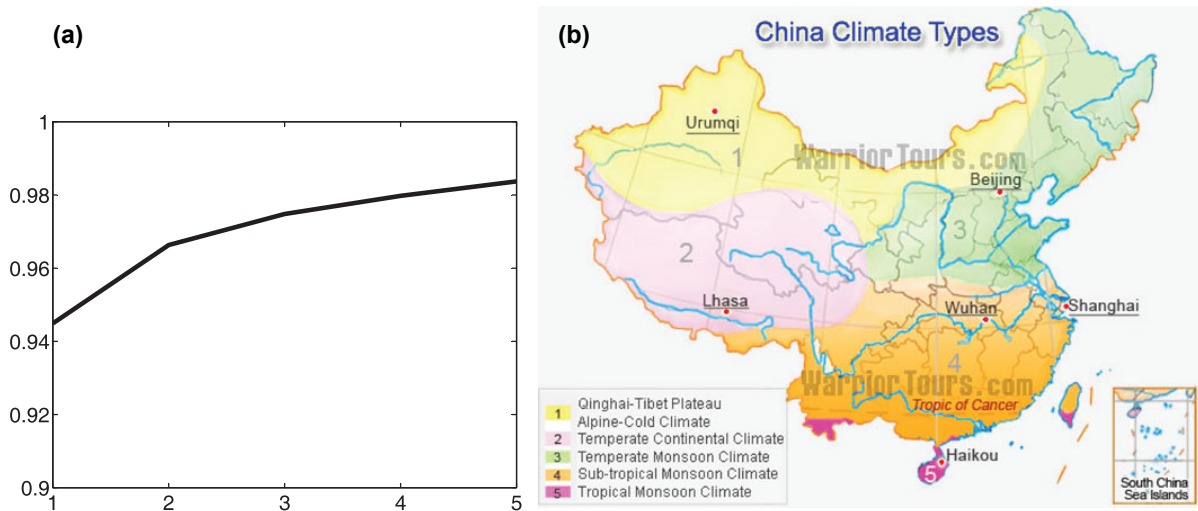 (a)
1
0.98
0.96
0.94
0.92
0.9
1 2 3 4 5
(b)
China Climate Types
Urumqi
1
WarriorTours.com
Beijing
3
2
Lhasa
Wuhan
Shanghai
4
WarriorTours.com
Tropic of Cancer
Haikou
5
1 Qinghai-Tibet Plateau
Alpine-Cold Climate
2 Temperate Continental Climate
3 Temperate Monsoon Climate
4 Sub-tropical Monsoon Climate
5 Tropical Monsoon Climate
South China
Sea Islands